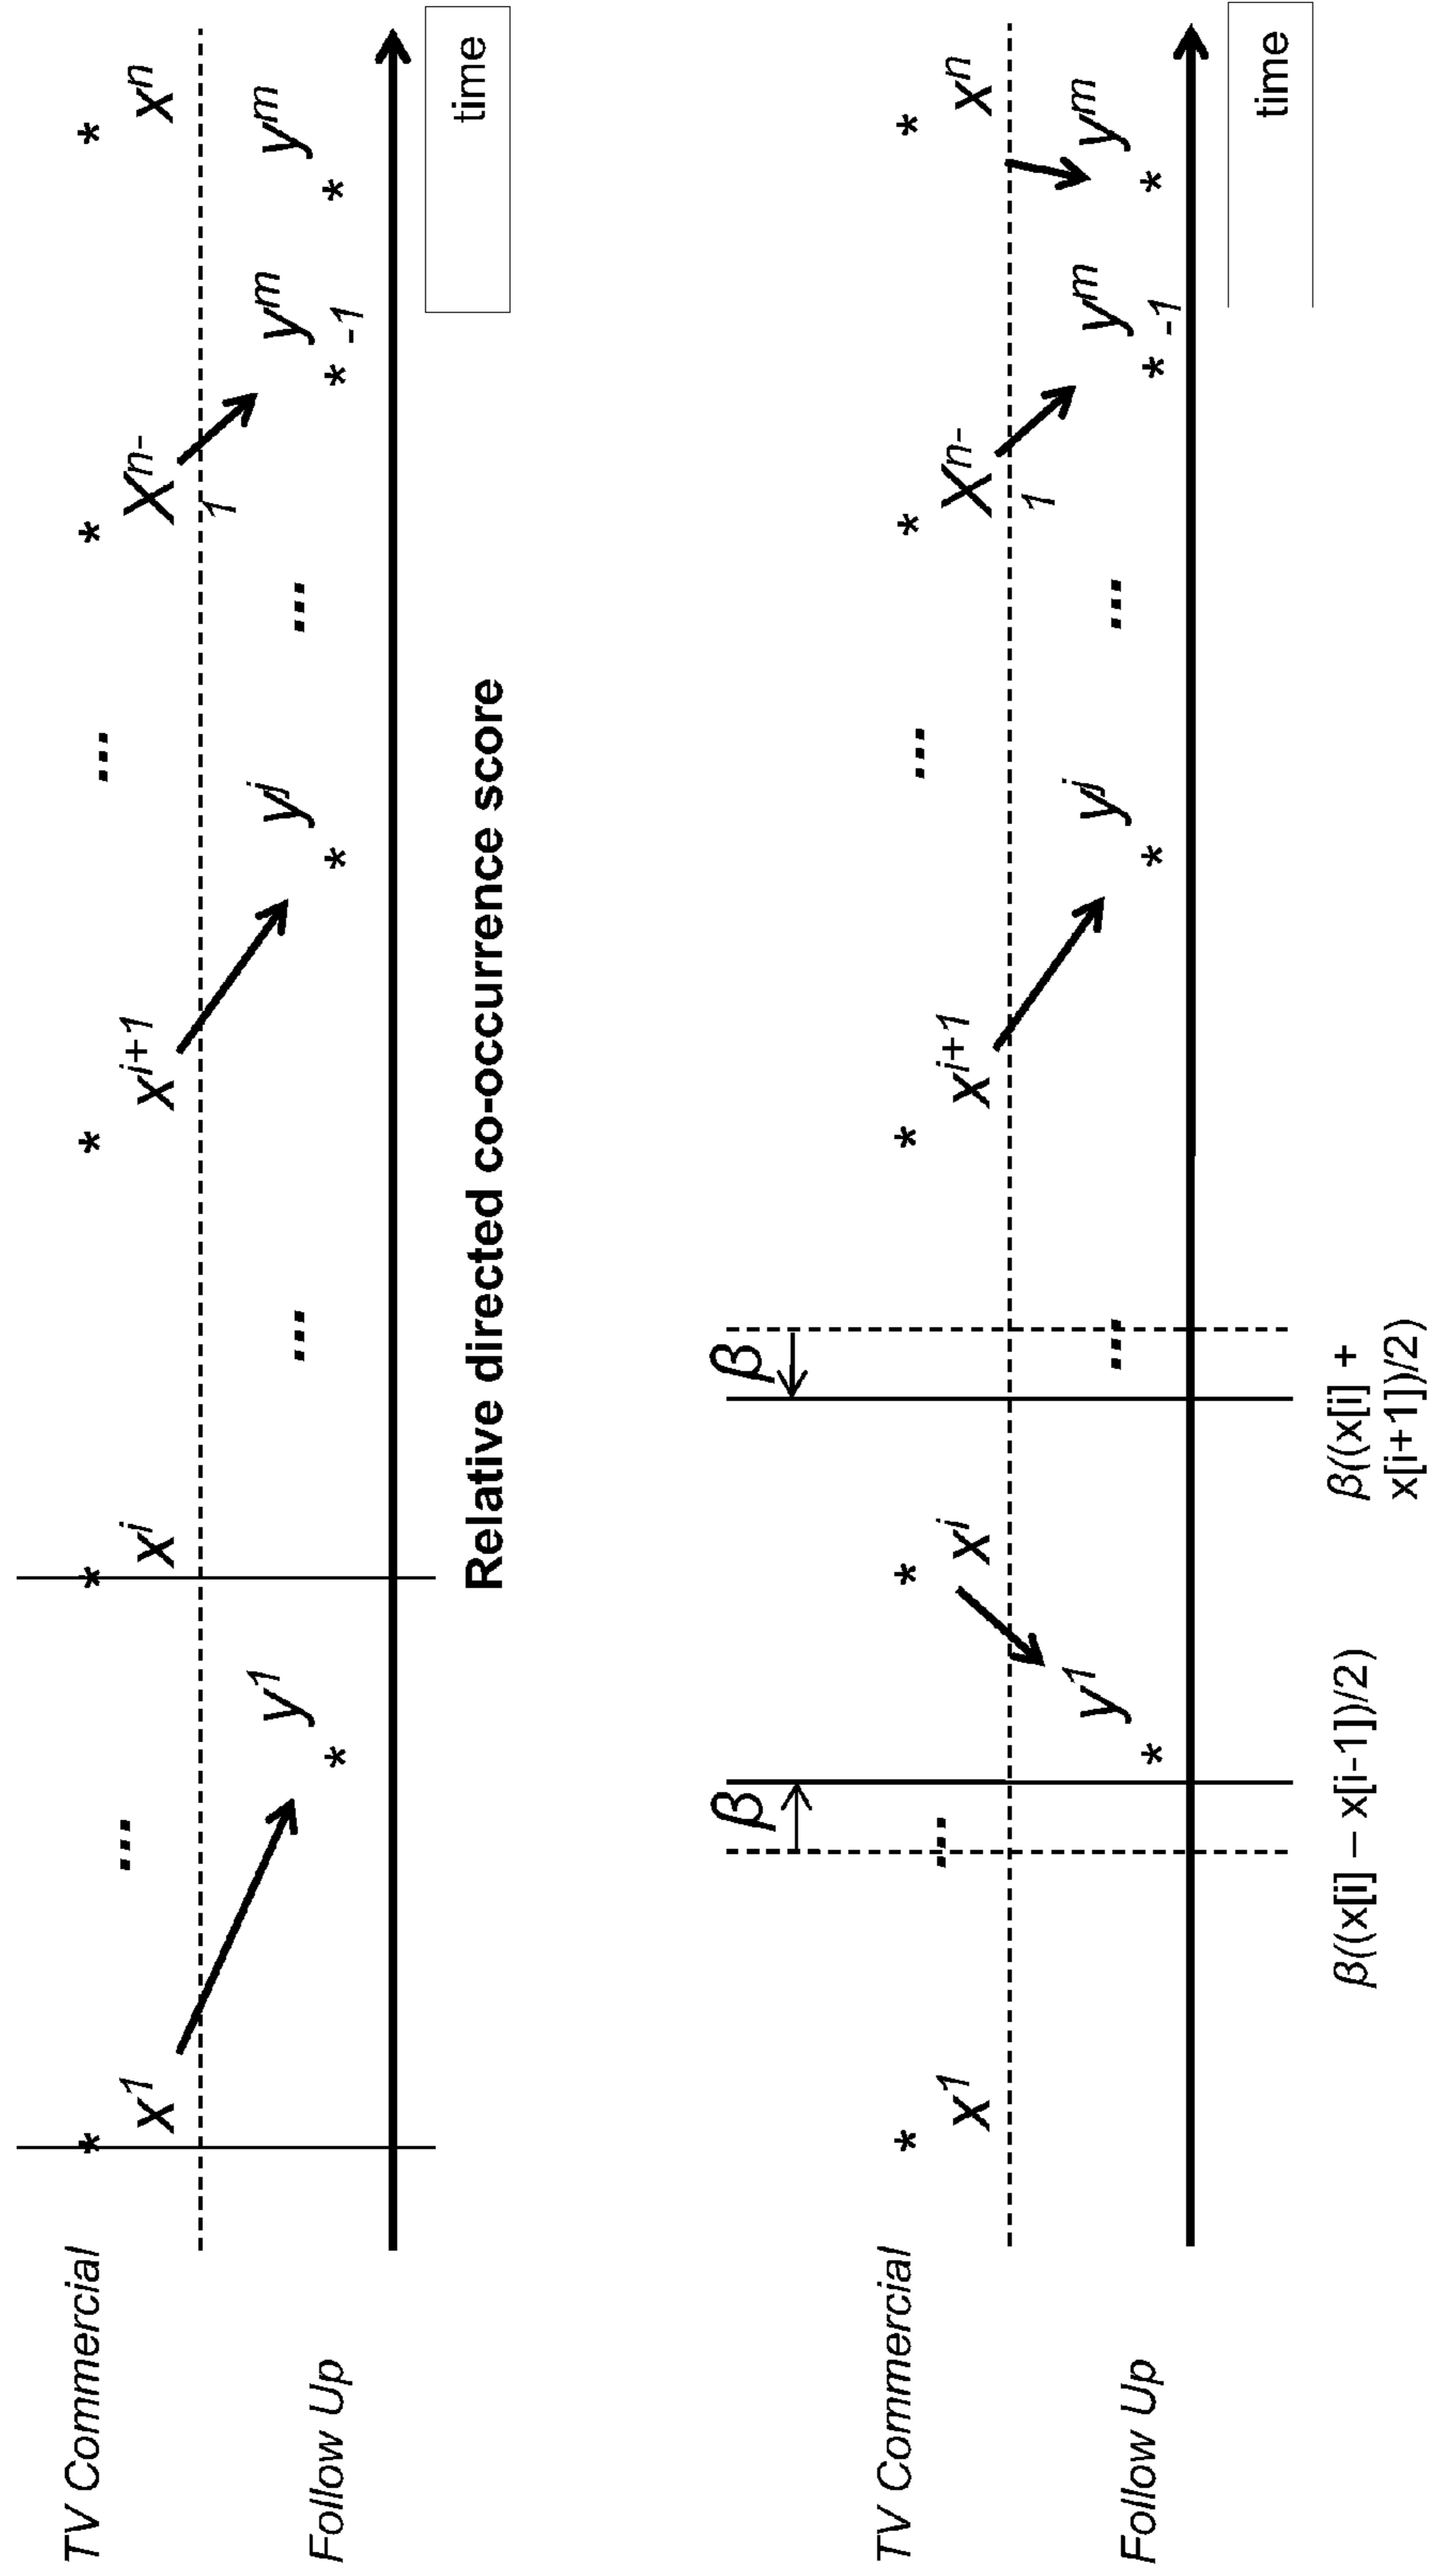 TV Commercial
* * * * *
x¹ ... xⁱ xⁱ⁺¹ ... Xⁿ⁻ xⁿ
1
Follow Up
y¹ ... yʲ ... yᵐ yᵐ
* * * -1 *
time
Relative directed co-occurrence score
β β
TV Commercial
* * * * *
x¹ ... xⁱ xⁱ⁺¹ ... Xⁿ⁻ xⁿ
1
Follow Up
y¹ ... yʲ ... yᵐ yᵐ
* * * -1 *
time
β((x[i] – x[i-1])/2)
β((x[i] +
x[i+1])/2)